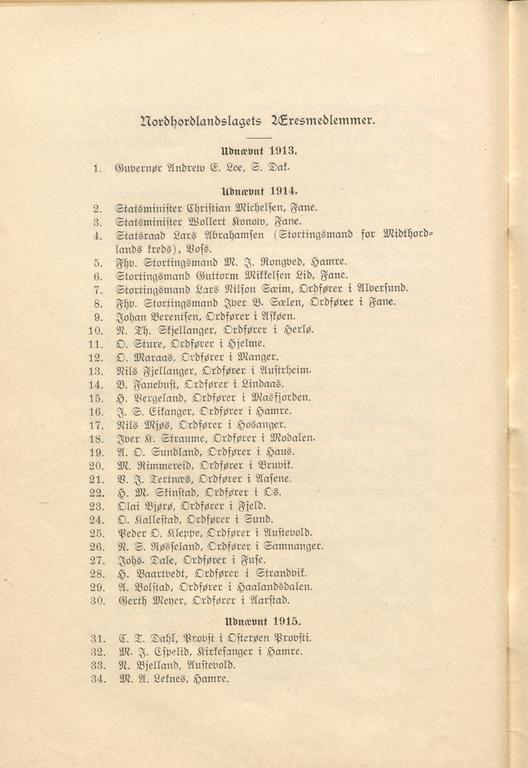 Nordhordlandslagets Æresmedlemmer.
Udnævnt 1913.
1. Guvernør Andrew E. Lee, S. Dak.
Udnævnt 1914.
2. Statsminister Christian Michelsen, Fane.
3. Statsminister Wollert Konow, Fane.
4. Statsraad Lars Abrahamsen (Stortingsmand for Midthord-
lands kreds), Voss.
5. Fhv. Stortingsmand M. J. Rongved, Hamre.
6. Stortingsmand Guttorm Mikkelsen Lid, Fane.
7. Stortingsmand Lars Nilson Sæim, Ordfører i Alversund.
8. Fhv. Stortingsmand Iver B. Sælen, Ordfører i Fane.
9. Johan Berentsen, Ordfører i Askøen.
10. N. Th. Skjellanger, Ordfører i Herlø.
11. O. Sture, Ordfører i Hjelme.
12. O. Maraas, Ordfører i Manger.
13. Nils Fjellanger, Ordfører i Austrheim.
14. B. Fanebust, Ordfører i Lindaas.
15. H. Vergeland, Ordfører i Masfjorden.
16. J. S. Eikanger, Ordfører i Hamre.
17. Nils Mjøs, Ordfører i Hosanger.
18. Iver K. Straume, Ordfører i Modalen.
19. A. O. Sundland, Ordfører i Haus.
20. M. Rimmereid, Ordfører i Bruvik.
21. V. J. Tertnæs, Ordfører i Aasene.
22. H. M. Skinstad, Ordfører i Os.
23. Olai Bjørø, Ordfører i Fjeld.
24. O. Kallestad, Ordfører i Sund.
25. Peder O. Kleppe, Ordfører i Austevold.
26. N. S. Røsseland, Ordfører i Samnanger.
27. Johs. Dale, Ordfører i Fuse.
28. H. Baartvedt, Ordfører i Strandvik.
29. A. Bolstad, Ordfører i Haalandsdalen.
30. Gerth Meyer, Ordfører i Aarstad.
Udnævnt 1915.
31. C. T. Dahl, Provst i Osterøen Provsti.
32. M. J. Espelid, Kirkesanger i Hamre.
33. N. Bjelland, Austevold.
34. M. A. Leknes, Hamre.